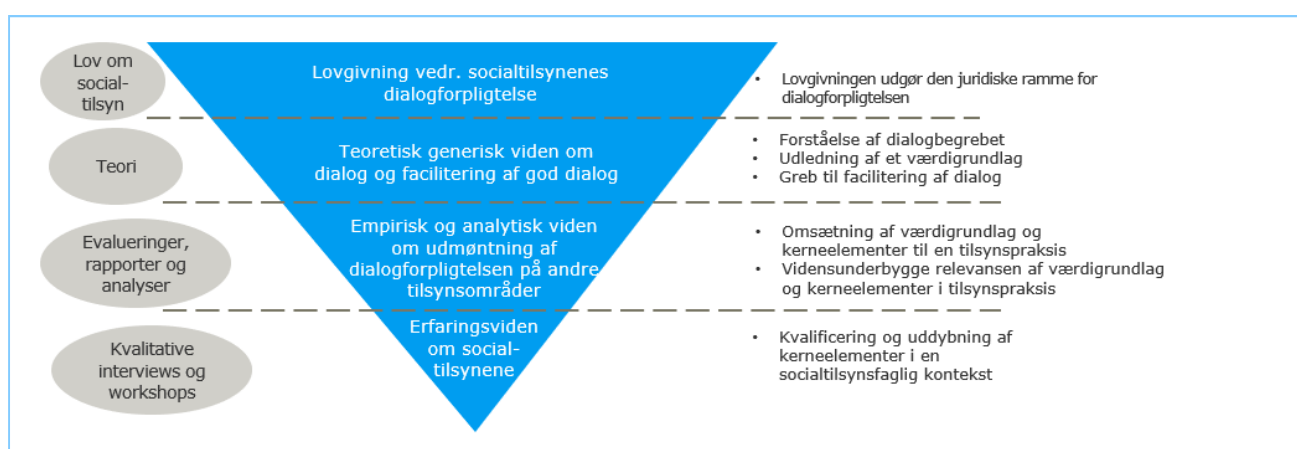 Lov om
social-
tilsyn
Lovgivning vedr. socialtilsynenes
dialogforpligtelse
• Lovgivningen udgør den juridiske ramme for
dialogforpligtelsen
Teori
Teoretisk generisk viden om
dialog og facilitering af god dialog
• Forståelse af dialogbegrebet
• Udledning af et værdigrundlag
• Greb til facilitering af dialog
Evalueringer,
rapporter og
analyser
Empirisk og analytisk viden
om udmøntning af
dialogforpligtelsen på andre
tilsynsområder
• Omsætning af værdigrundlag og
kerneelementer til en tilsynspraksis
• Vidensunderbygge relevansen af værdigrundlag
og kerneelementer i tilsynspraksis
Kvalitative
interviews og
workshops
Erfaringsviden
om social-
tilsynene
• Kvalificering og uddybning af
kerneelementer i en
socialtilsynsfaglig kontekst